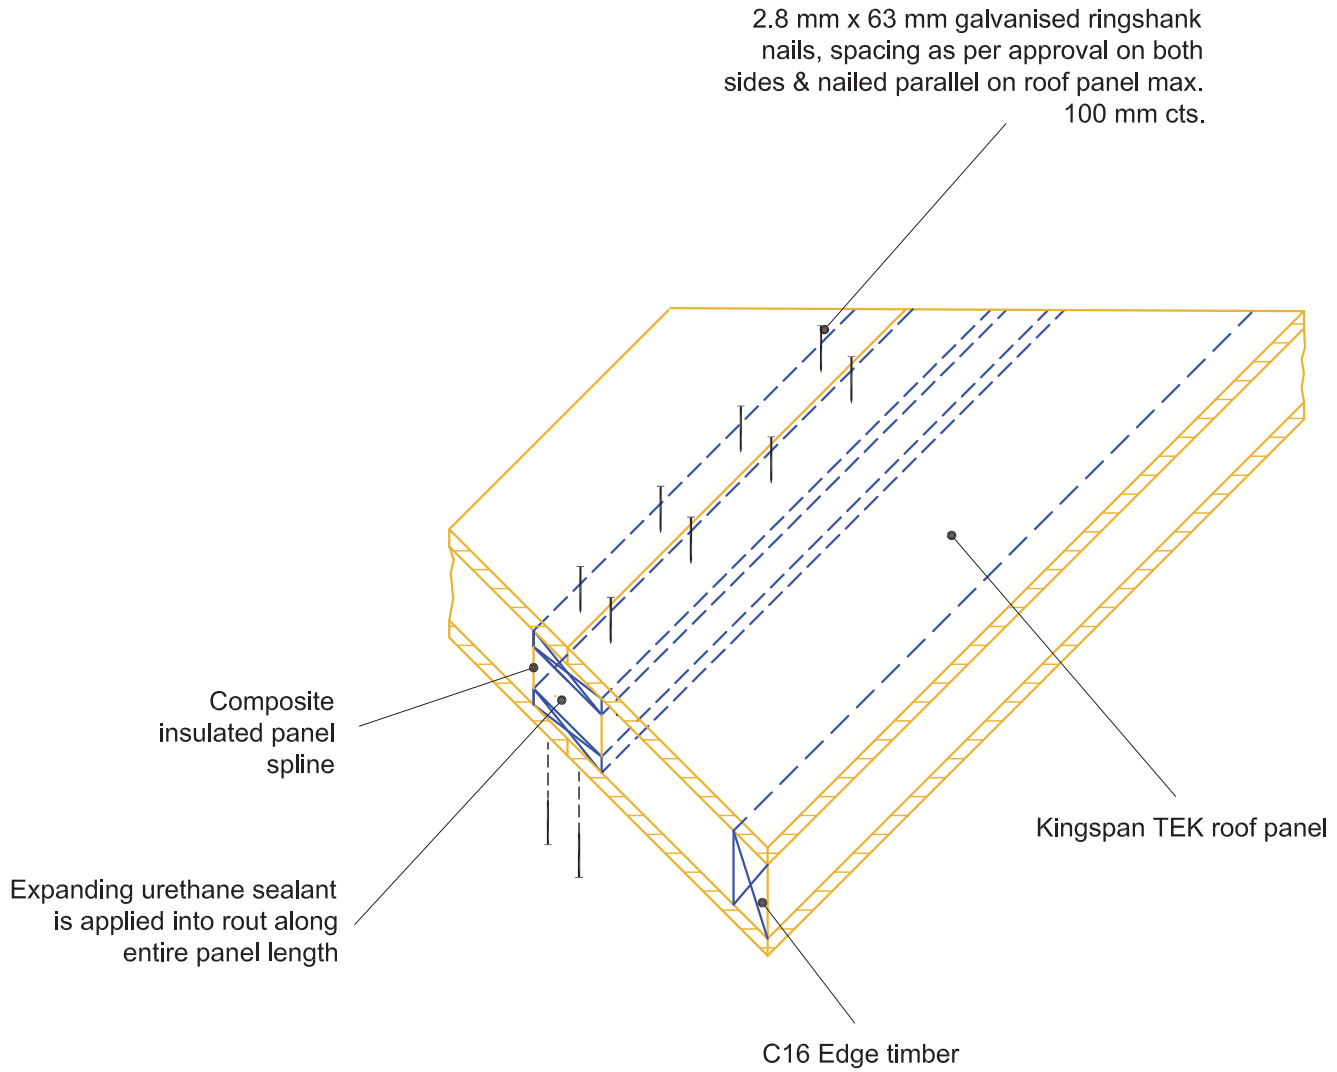 2.8 mm x 63 mm galvanised ringshank
nails, spacing as per approval on both
sides & nailed parallel on roof panel max.
100 mm cts.
Composite
insulated panel
spline
Kingspan TEK roof panel
Expanding urethane sealant
is applied into rout along
entire panel length
C16 Edge timber